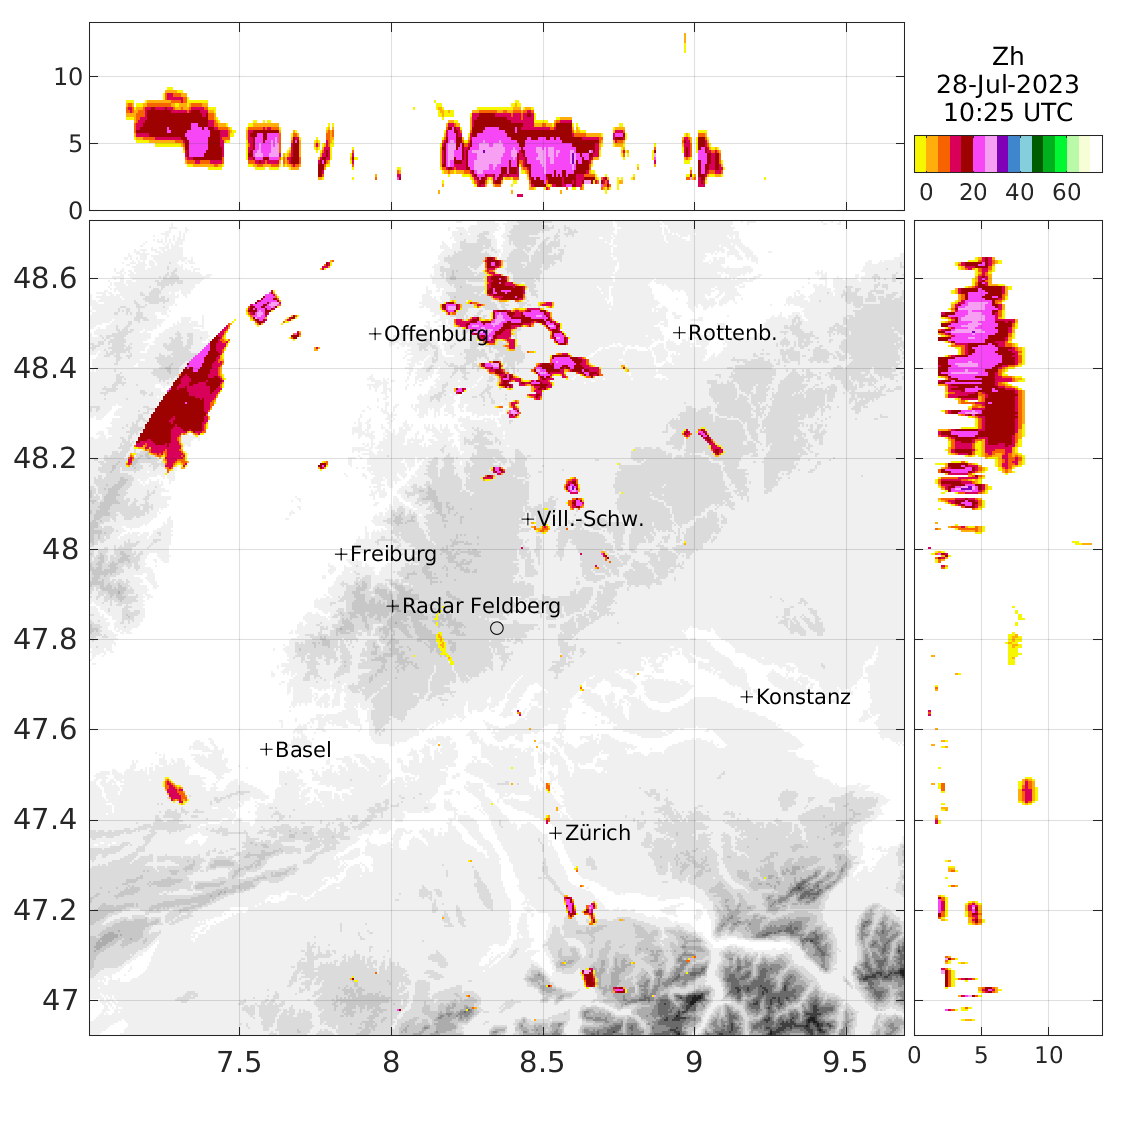 10
5
0
Zh
28-Jul-2023
10:25 UTC
0 20 40 60
48.6
48.4
48.2
48
47.8
47.6
47.4
47.2
47
Offenburg
Rottenb.
Vill.-Schw.
Freiburg
Radar Feldberg
Konstanz
Basel
Zürich
7.5 8 8.5 9 9.5
0 5 10